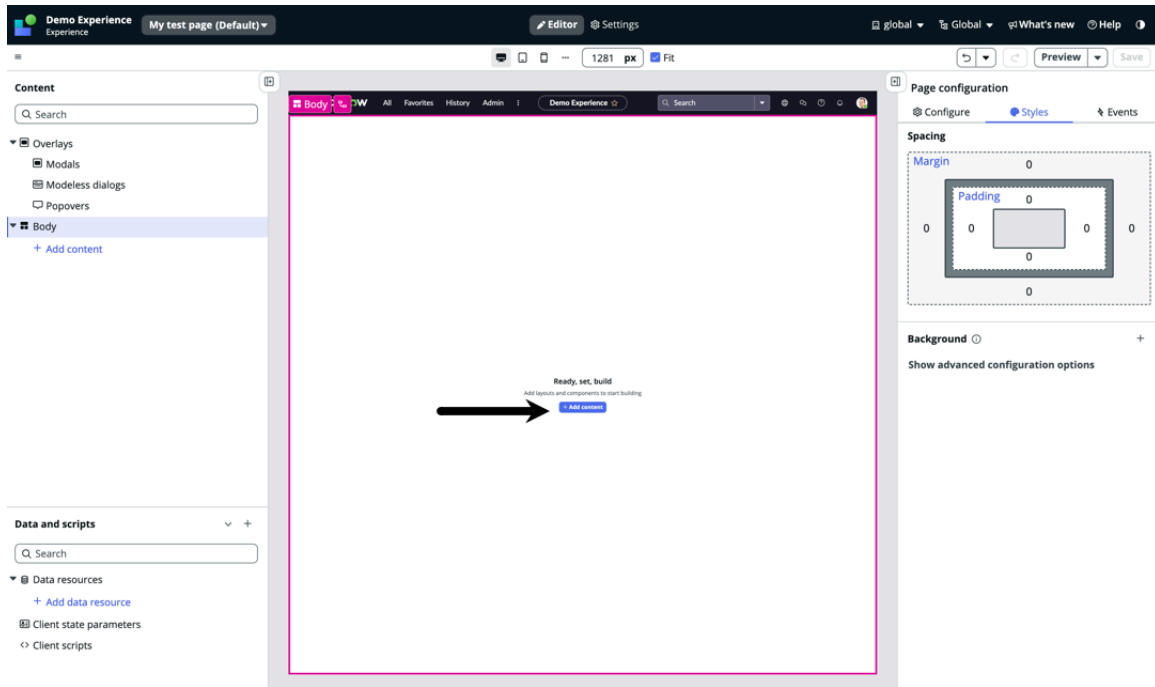 Demo Experience
Experience
My test page (Default)
Editor
Settings
global
Global
What's new
Help
1281 px
Fit
Preview
Save
Content
Search
Overlays
Modals
Modeless dialogs
Popovers
Body
+ Add content
Body
OW
All
Favorites
History
Admin
Demo Experience
Search
Ready, set, build
Add layouts and components to start building
+ Add content
Data and scripts
Search
Data resources
+ Add data resource
Client state parameters
Client scripts
Page configuration
Configure
Styles
Events
Spacing
Margin
0
Padding
0
0
0
0
0
0
0
Background
Show advanced configuration options